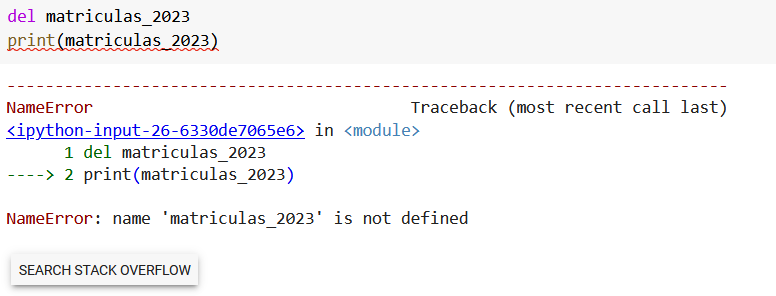 del matriculas_2023
print(matriculas_2023)
---------------------------------------------------------------------------
NameError                                 Traceback (most recent call last)
<ipython-input-26-6330de7065e6> in <module>
      1 del matriculas_2023
----> 2 print(matriculas_2023)
NameError: name 'matriculas_2023' is not defined
SEARCH STACK OVERFLOW